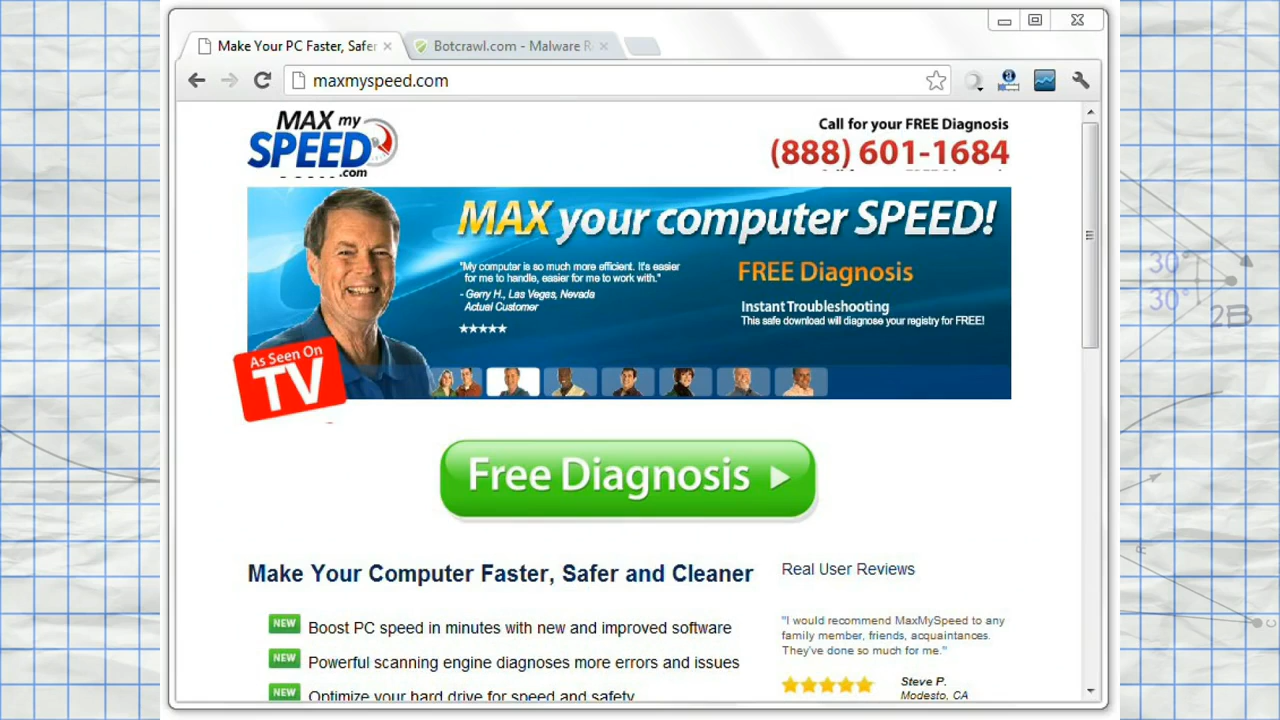 Make Your PC Faster, Safer
Botcrawl.com - Malware R
maxmyspeed.com
MAX my
SPEED
.com
Call for your FREE Diagnosis
(888) 601-1684
MAX your computer SPEED!
"My computer is so much more efficient. It's easier
for me to handle, easier for me to work with."
- Gerry H., Las Vegas, Nevada
Actual Customer
FREE Diagnosis
Instant Troubleshooting
This safe download will diagnose your registry for FREE!
As Seen On
TV
Free Diagnosis
Make Your Computer Faster, Safer and Cleaner
NEW Boost PC speed in minutes with new and improved software
NEW Powerful scanning engine diagnoses more errors and issues
NEW Optimize your hard drive for speed and safety
Real User Reviews
"I would recommend MaxMySpeed to any
family member, friends, acquaintances.
They've done so much for me."
Steve P.
Modesto, CA
30°
30°
2B